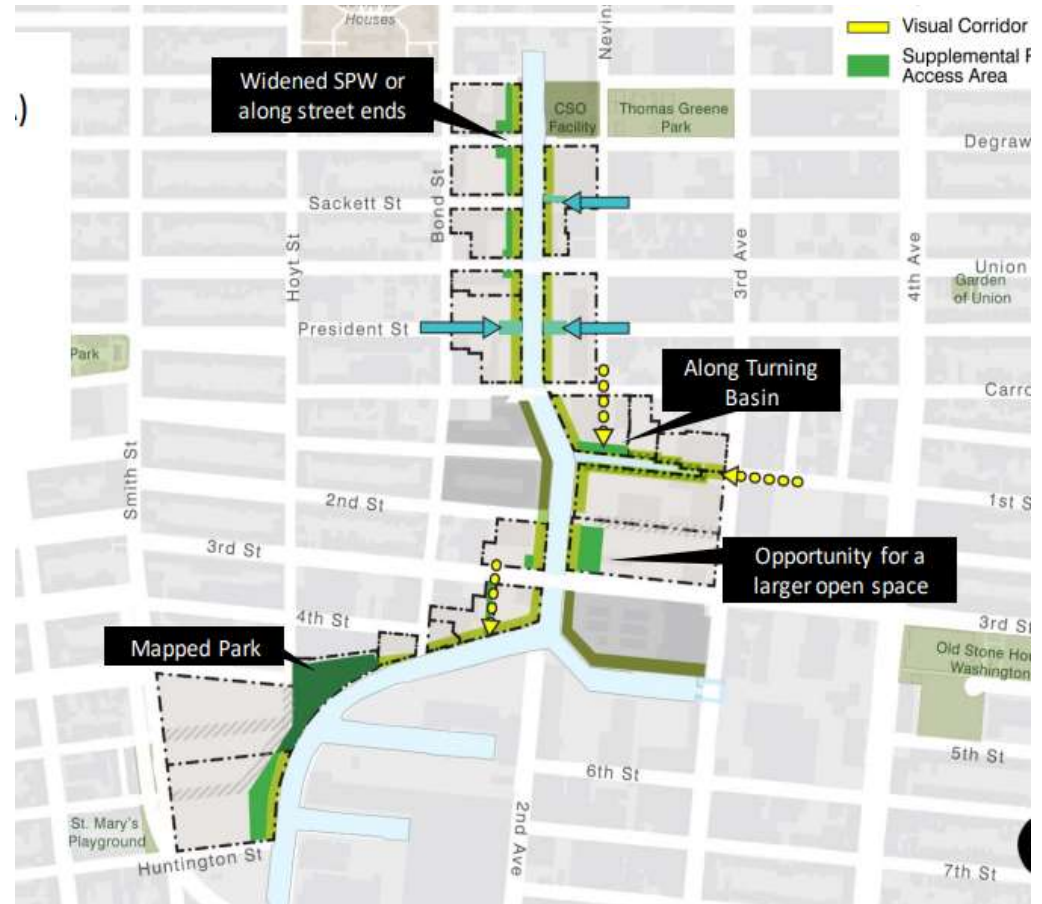 Houses
Nevins
Visual Corridor
Supplemental P
Access Area
.)
Widened SPW or
along street ends
CSO
Facility
Thomas Greene
Park
Degraw
Bond St
Sackett St
Hoyt St
3rd Ave
4th Ave
Union
Garden
of Union
President St
Park
Along Turning
Basin
Carro
Smith St
2nd St
1st S
3rd St
Opportunity for a
larger open space
4th St
3rd St
Mapped Park
Old Stone Hou
Washington
5th St
6th St
2nd Ave
St. Mary's
Playground
Huntington St
7th St